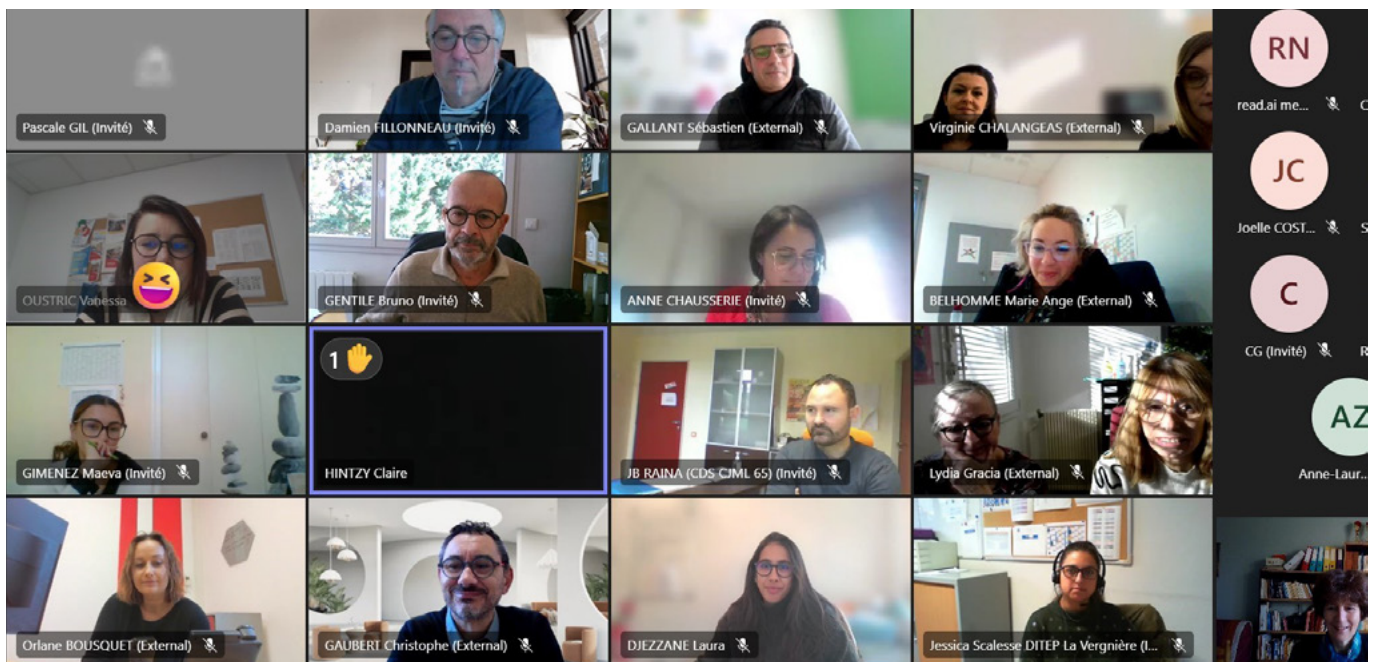 Pascale GIL (Invité)
Damien FILLONNEAU (Invité)
GALLANT Sébastien (External)
Virginie CHALANGEAS (External)
RN
read.ai me...
C
OUSTRIC Vanessa
GENTILE Bruno (Invité)
ANNE CHAUSSERIE (Invité)
BELHOMME Marie Ange (External)
JC
Joelle COST...
S
GIMENEZ Maeva (Invité)
1
HINTZY Claire
JB RAINA (CDS CJML 65) (Invité)
Lydia Gracia (External)
C
CG (Invité)
R
AZ
Anne-Laur...
Orlane BOUSQUET (External)
GAUBERT Christophe (External)
DJEZZANE Laura
Jessica Scalesse DITEP La Vergnière (I...